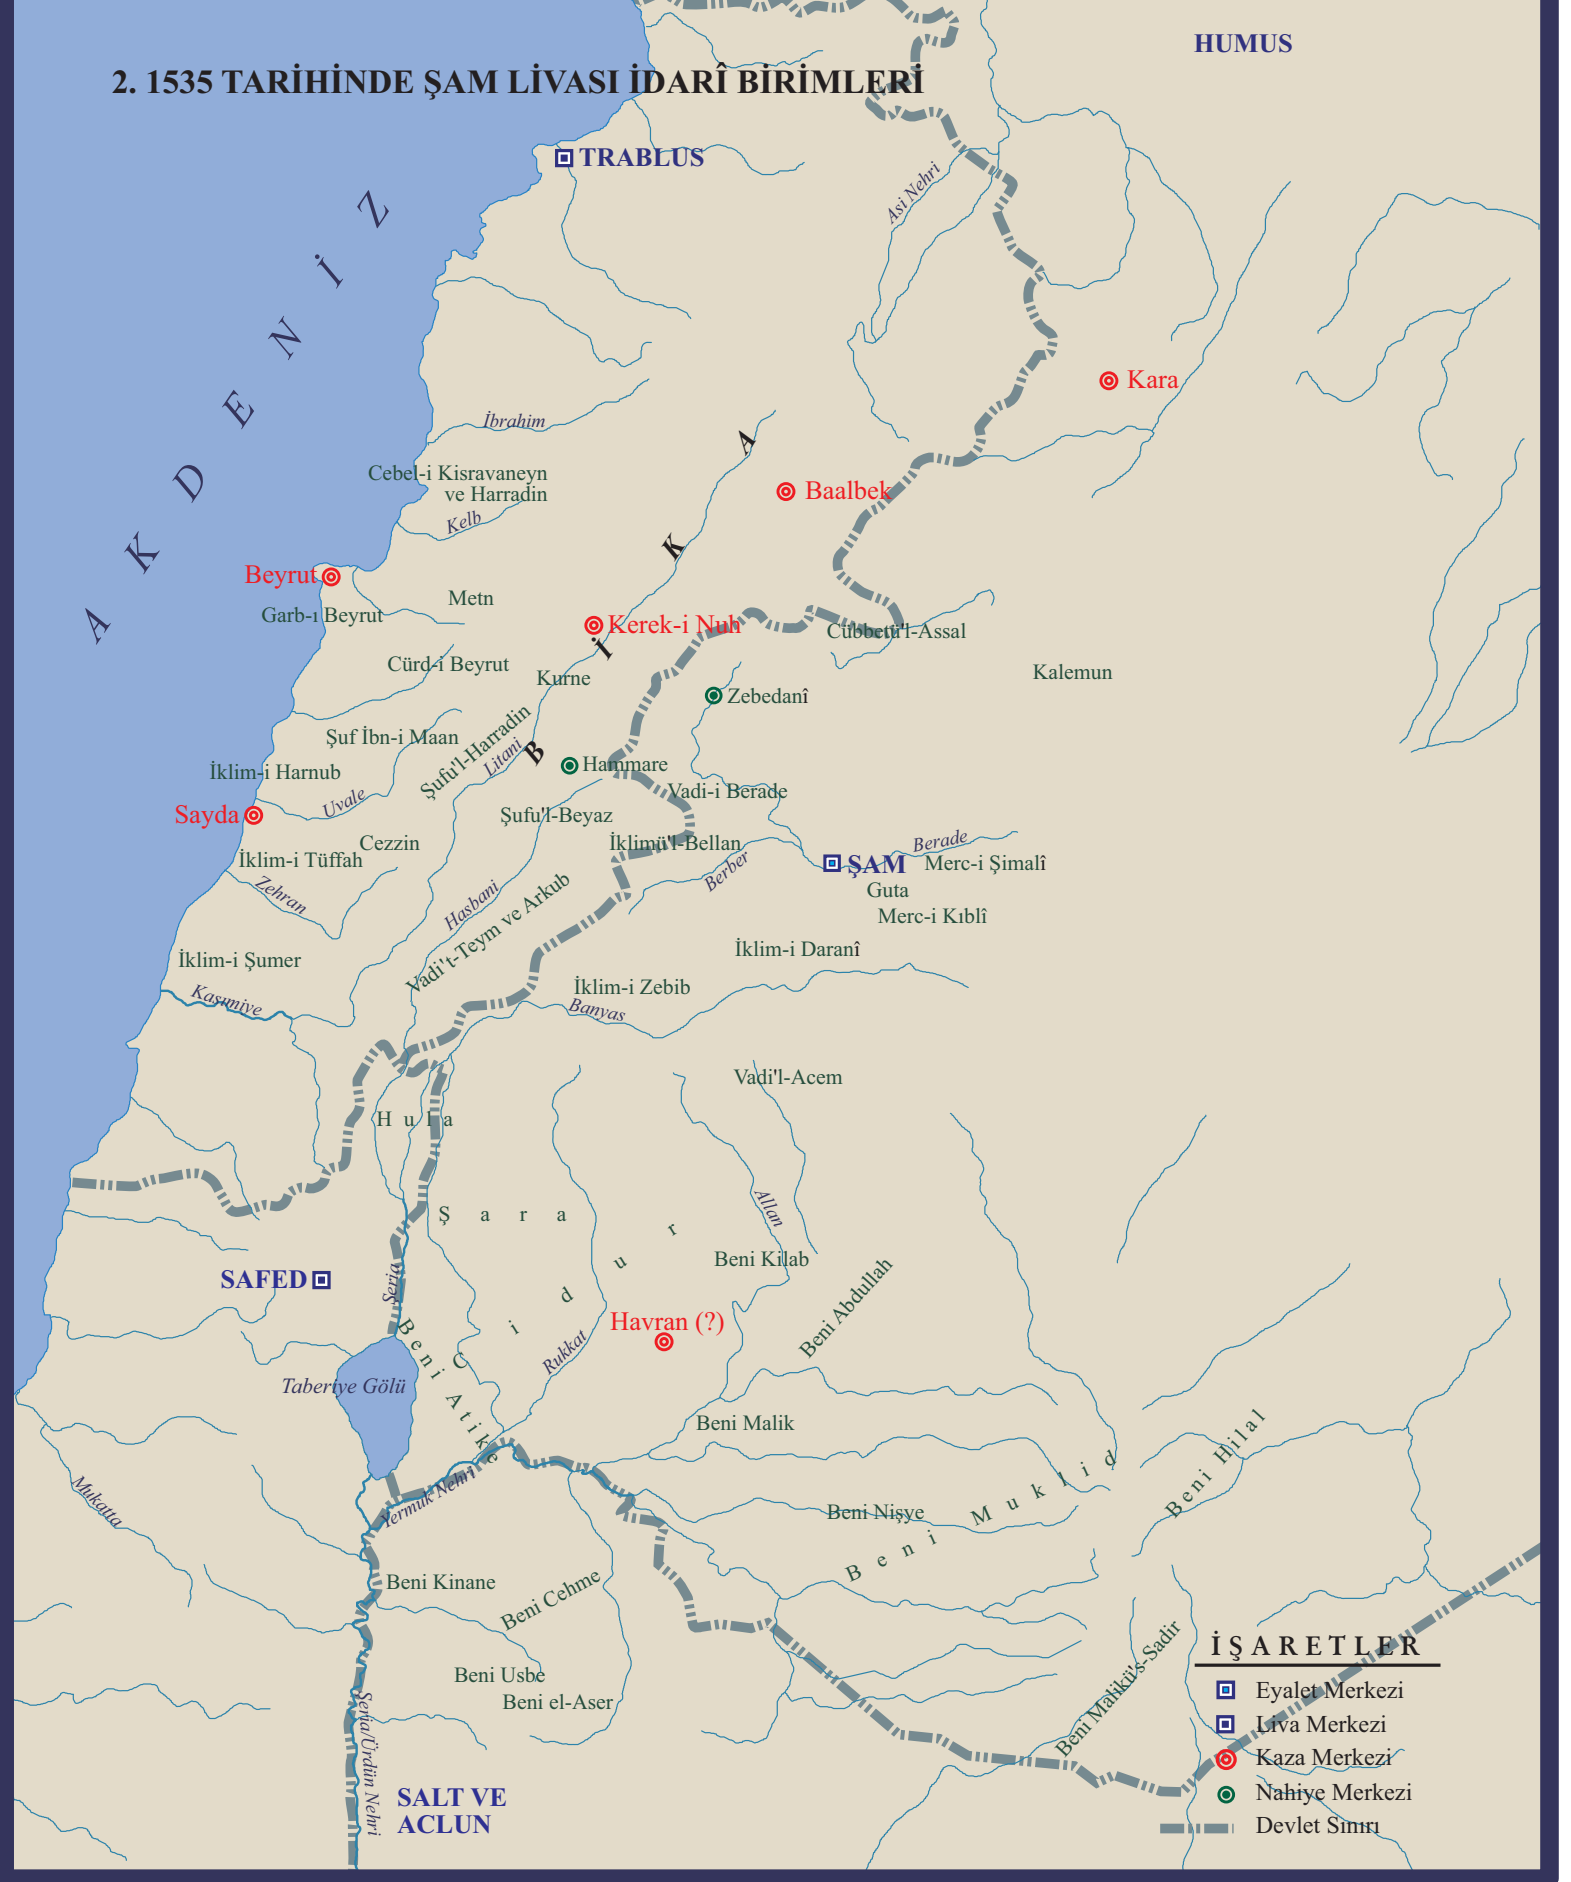 HUMUS
2. 1535 TARİHİNDE ŞAM LİVASI İDARÎ BİRİMLERİ
TRABLUS
Asi Nehri
AKDENİZ
Kara
İbrahim
BİKA
Cebel-i Kisravaneyn
ve Harradin
Baalbek
Kelb
Beyrut
Metn
Garb-ı Beyrut
Kerek-i Nuh
Cübbetü'l-Assal
Cürd-i Beyrut
Kurne
Kalemun
Zebedanî
Şuf İbn-i Maan
Şufu'l-Harradin
Litani
Hammare
İklim-i Harnub
Vadi-i Berade
Uvale
Sayda
Şufu'l-Beyaz
Cezzin
İklimü'l-Bellan
Berade
İklim-i Tüffah
ŞAM
Merc-i Şimalî
Berber
Zehran
Hasbani
Guta
Merc-i Kıblî
Vadi't-Teym ve Arkub
İklim-i Daranî
İklim-i Şumer
İklim-i Zebib
Kasımiye
Banyas
Vadi'l-Acem
Hula
Şara
Allan
Cidur
Beni Kilab
SAFED
Şeria
Beni Abdullah
Havran (?)
Rukkat
Beni Atike
Taberiye Gölü
Beni Malik
Beni Hilal
Mukatta
Yermuk Nehri
Beni Nişye
Beni Muklid
Beni Kinane
Beni Cehme
Beni Usbe
Beni el-Aser
Beni Malikü's-Sadir
Şeria/Ürdün Nehri
SALT VE
ACLUN
İŞARETLER
Eyalet Merkezi
Liva Merkezi
Kaza Merkezi
Nahiye Merkezi
Devlet Sınırı